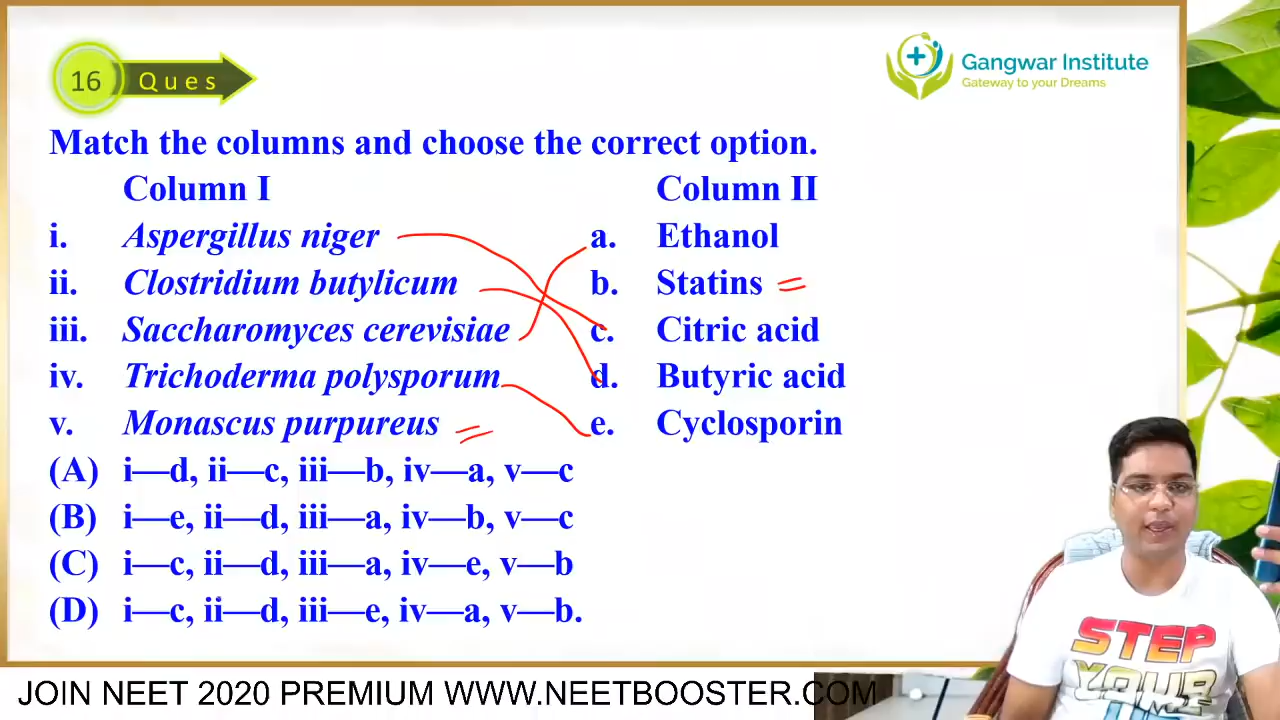 16 Ques
Gangwar Institute
Gateway to your Dreams
Match the columns and choose the correct option.
Column I Column II
i. Aspergillus niger a. Ethanol
ii. Clostridium butylicum b. Statins
iii. Saccharomyces cerevisiae c. Citric acid
iv. Trichoderma polysporum d. Butyric acid
v. Monascus purpureus e. Cyclosporin
(A) i—d, ii—c, iii—b, iv—a, v—c
(B) i—e, ii—d, iii—a, iv—b, v—c
(C) i—c, ii—d, iii—a, iv—e, v—b
(D) i—c, ii—d, iii—e, iv—a, v—b.
STEP
YOUR
JOIN NEET 2020 PREMIUM WWW.NEETBOOSTER.COM